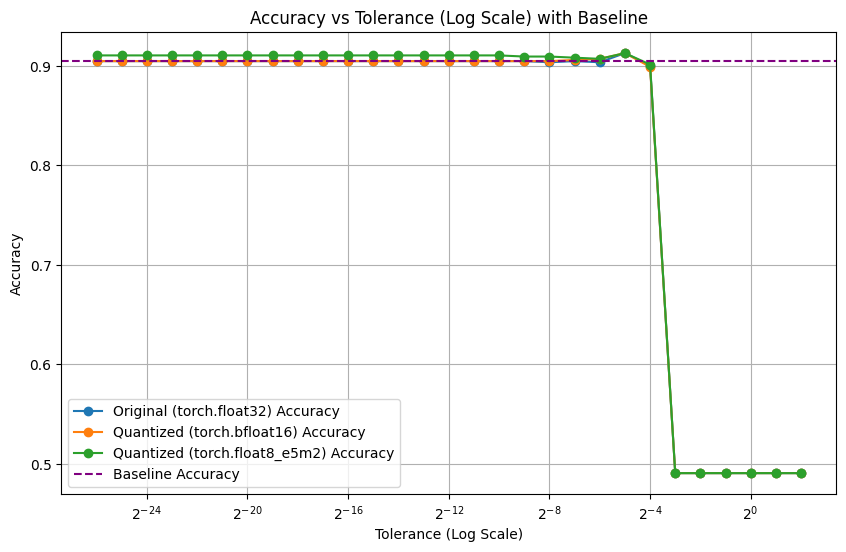 Accuracy vs Tolerance (Log Scale) with Baseline
Accuracy
0.9
0.8
0.7
0.6
0.5
Original (torch.float32) Accuracy
Quantized (torch.bfloat16) Accuracy
Quantized (torch.float8_e5m2) Accuracy
Baseline Accuracy
2⁻²⁴ 2⁻²⁰ 2⁻¹⁶ 2⁻¹² 2⁻⁸ 2⁻⁴ 2⁰
Tolerance (Log Scale)